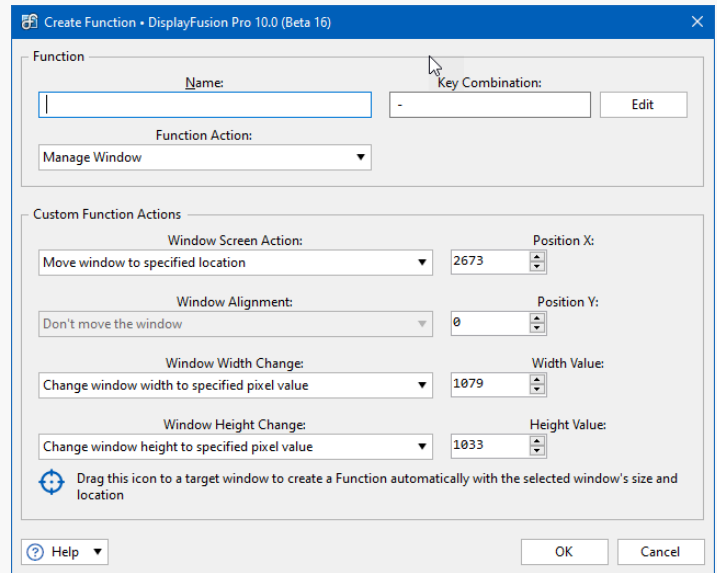 Create Function • DisplayFusion Pro 10.0 (Beta 16)
Function
Name: Key Combination:
- Edit
Function Action:
Manage Window
Custom Function Actions
Window Screen Action: Position X:
Move window to specified location 2673
Window Alignment: Position Y:
Don't move the window 0
Window Width Change: Width Value:
Change window width to specified pixel value 1079
Window Height Change: Height Value:
Change window height to specified pixel value 1033
Drag this icon to a target window to create a Function automatically with the selected window's size and
location
? Help OK Cancel